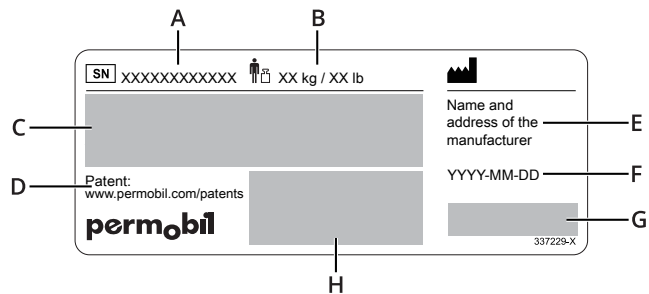 A
B
SN XXXXXXXXXXXX XX kg / XX lb
C
Name and
address of the
manufacturer
E
D
Patent:
www.permobil.com/patents
YYYY-MM-DD
F
permobil
G
337229-X
H